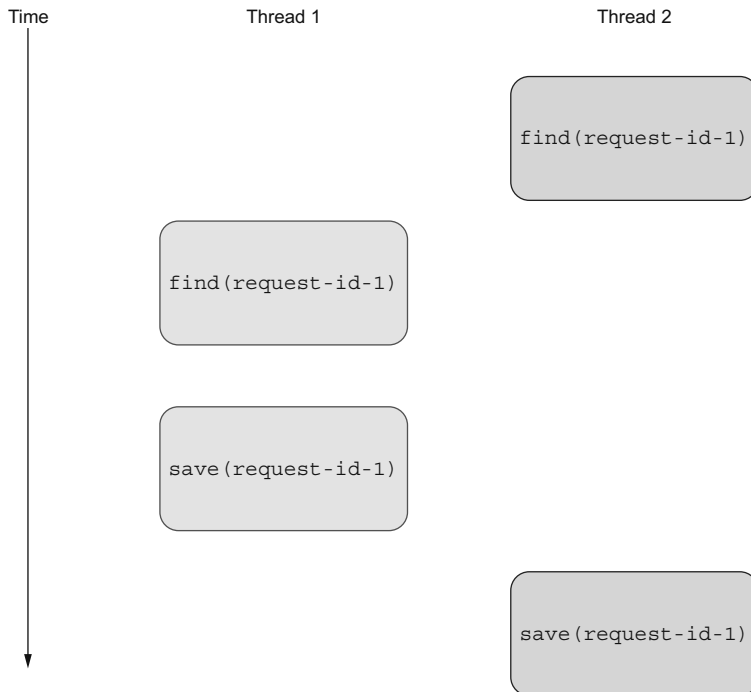 Time
Thread 1
Thread 2
find(request-id-1)
find(request-id-1)
save(request-id-1)
save(request-id-1)